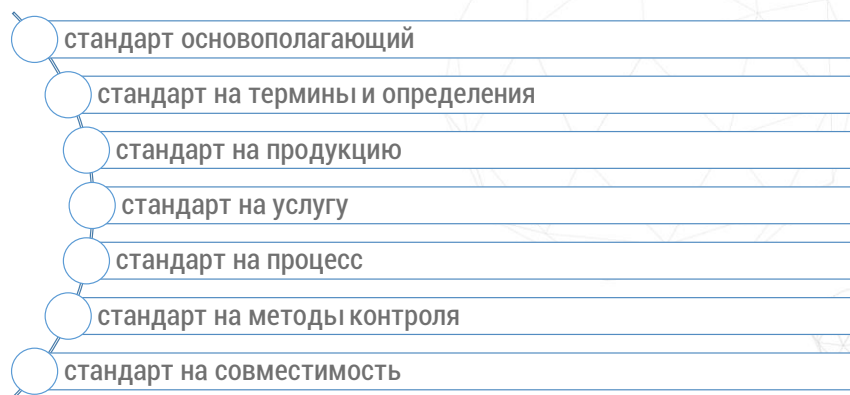 стандарт основополагающий
стандарт на термины и определения
стандарт на продукцию
стандарт на услугу
стандарт на процесс
стандарт на методы контроля
стандарт на совместимость